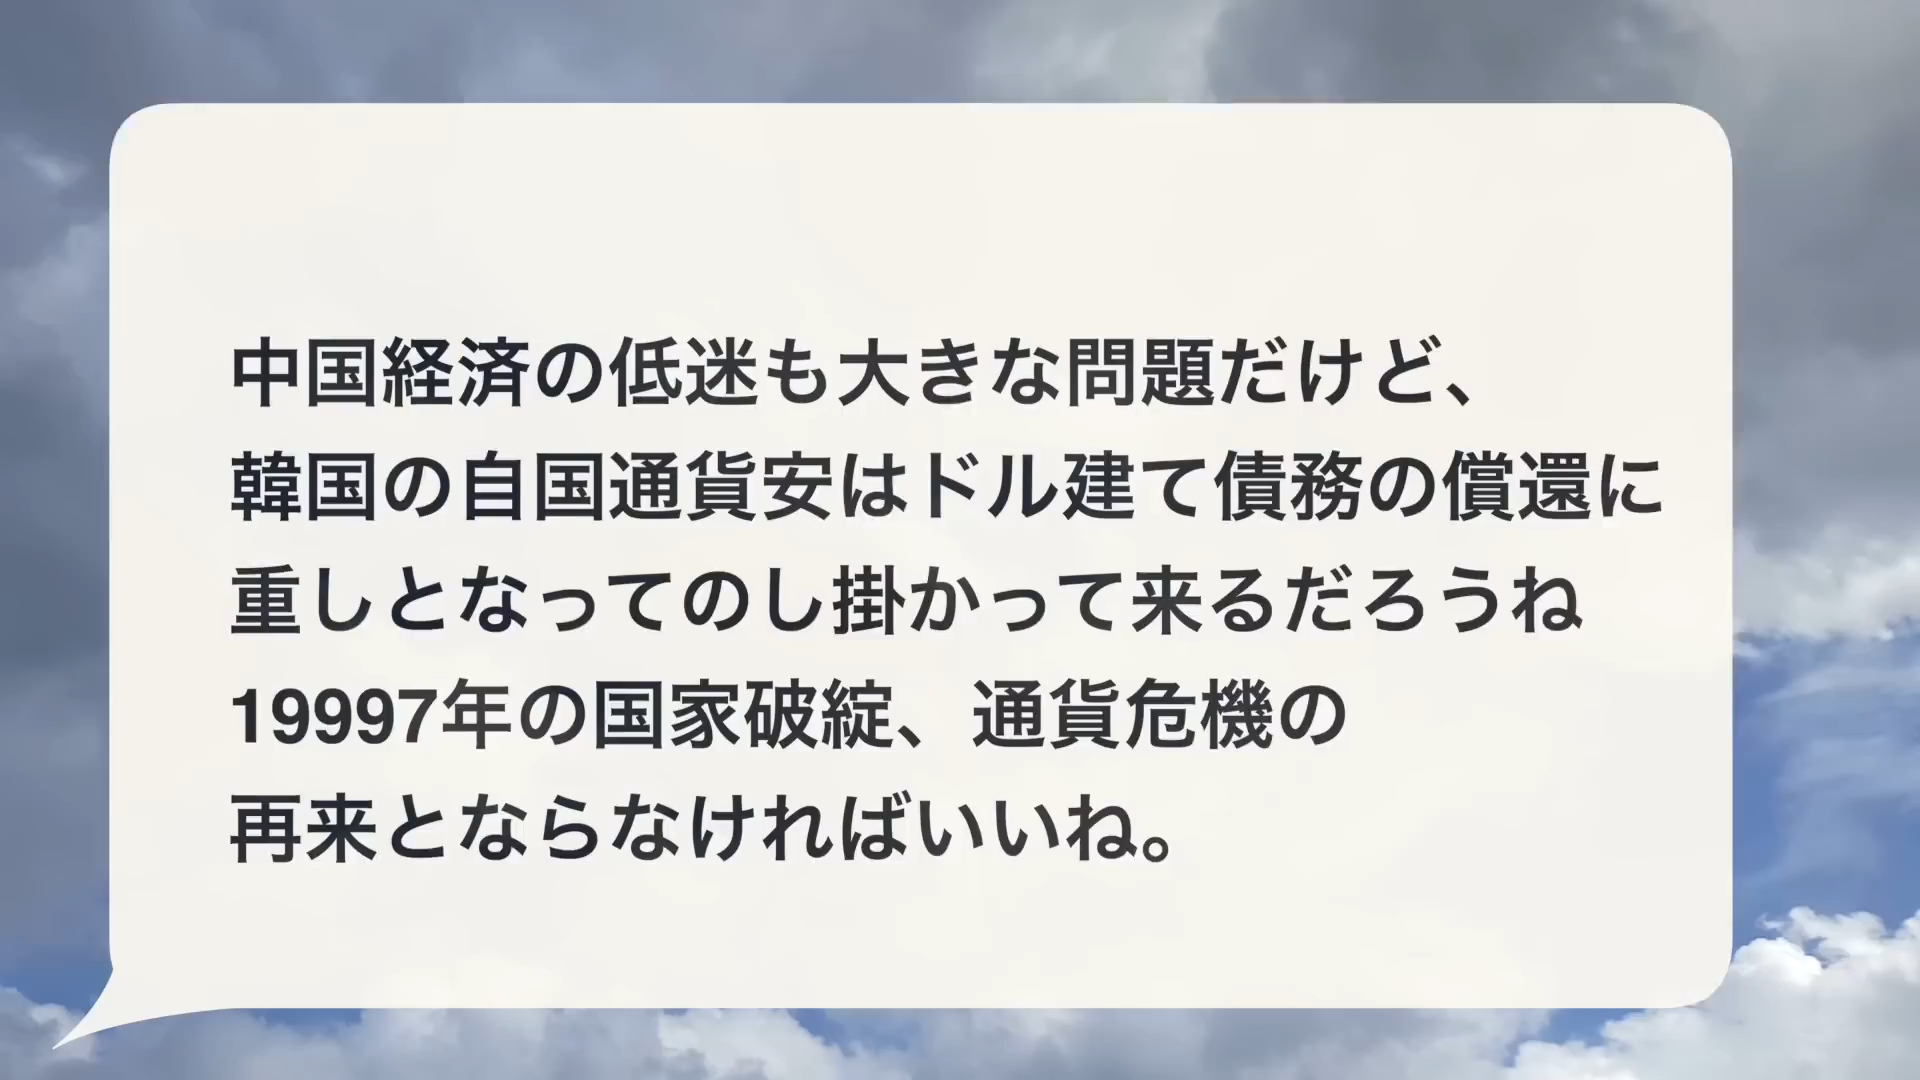 中国経済の低迷も大きな問題だけど、
韓国の自国通貨安はドル建て債務の償還に
重しとなってのし掛かって来るだろうね
19997年の国家破綻、通貨危機の
再来とならなければいいね。